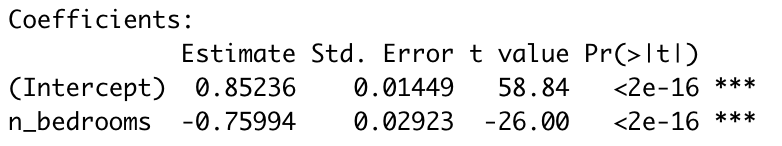 Coefficients:
Estimate Std. Error t value Pr(>|t|)
(Intercept) 0.85236 0.01449 58.84 <2e-16 ***
n_bedrooms -0.75994 0.02923 -26.00 <2e-16 ***